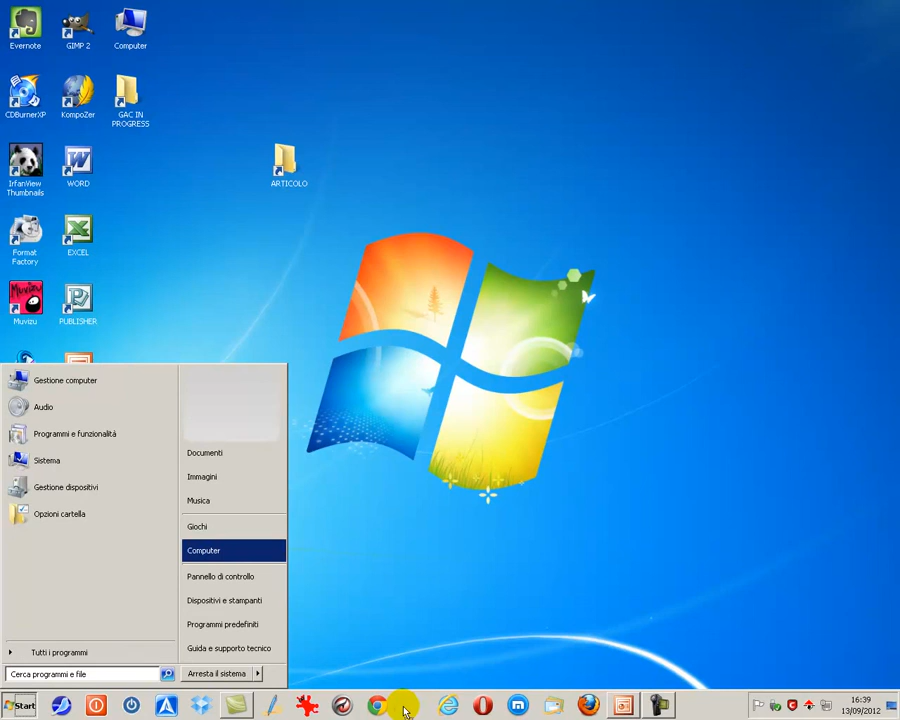 Evernote
GIMP 2
Computer
CDBurnerXP
KompoZer
GAC IN
PROGRESS
IrfanView
Thumbnails
WORD
ARTICOLO
Format
Factory
EXCEL
Muvizu
PUBLISHER
Gestione computer
Audio
Programmi e funzionalità
Sistema
Gestione dispositivi
Opzioni cartella
Tutti i programmi
Cerca programmi e file
Documenti
Immagini
Musica
Giochi
Computer
Pannello di controllo
Dispositivi e stampanti
Programmi predefiniti
Guida e supporto tecnico
Arresta il sistema
Start
16:39
13/09/2012